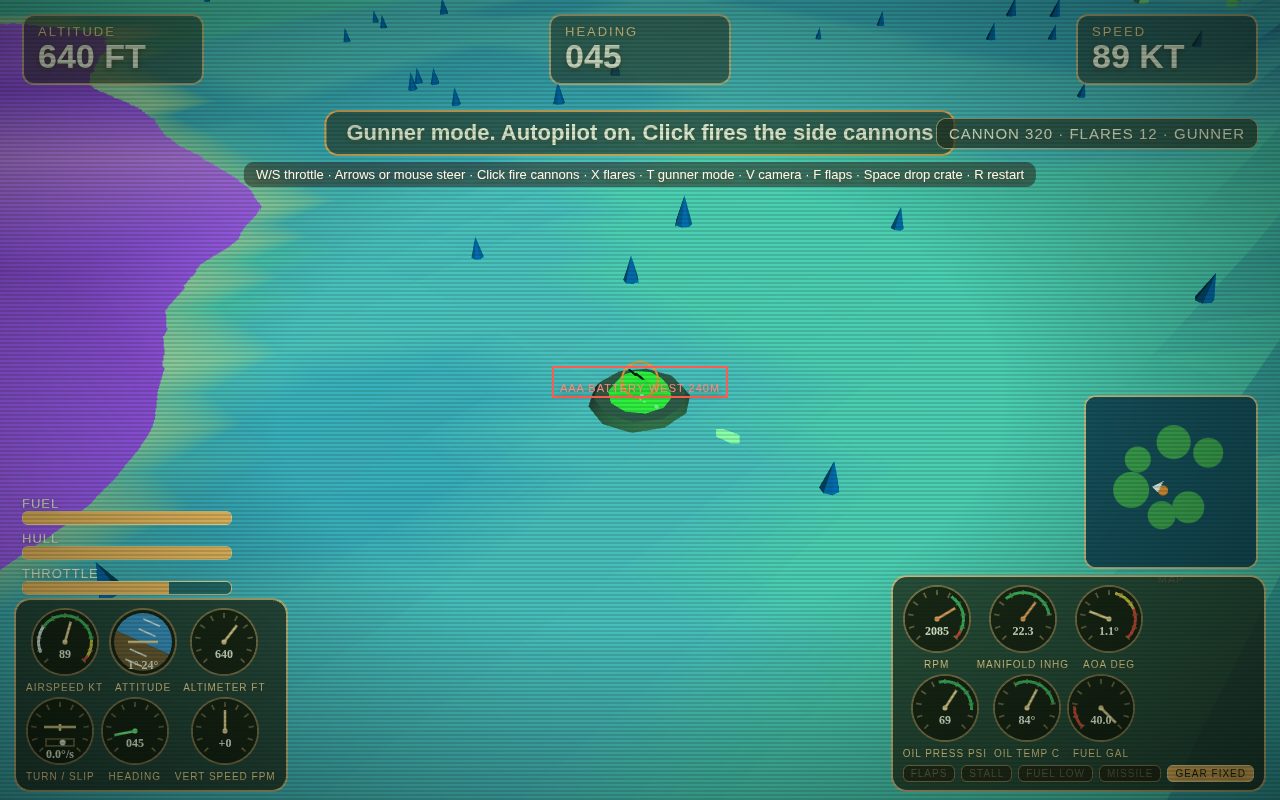 ALTITUDE
640 FT
HEADING
045
SPEED
89 KT
Gunner mode. Autopilot on. Click fires the side cannons
CANNON 320 · FLARES 12 · GUNNER
W/S throttle · Arrows or mouse steer · Click fire cannons · X flares · T gunner mode · V camera · F flaps · Space drop crate · R restart
AAA BATTERY WEST 240M
FUEL
HULL
THROTTLE
MAP
89
1° 24°
640
AIRSPEED KT ATTITUDE ALTIMETER FT
0.0°/s
045
+0
TURN / SLIP HEADING VERT SPEED FPM
2085
22.3
1.1°
RPM MANIFOLD INHG AOA DEG
69
84°
40.0
OIL PRESS PSI OIL TEMP C FUEL GAL
FLAPS STALL FUEL LOW MISSILE GEAR FIXED